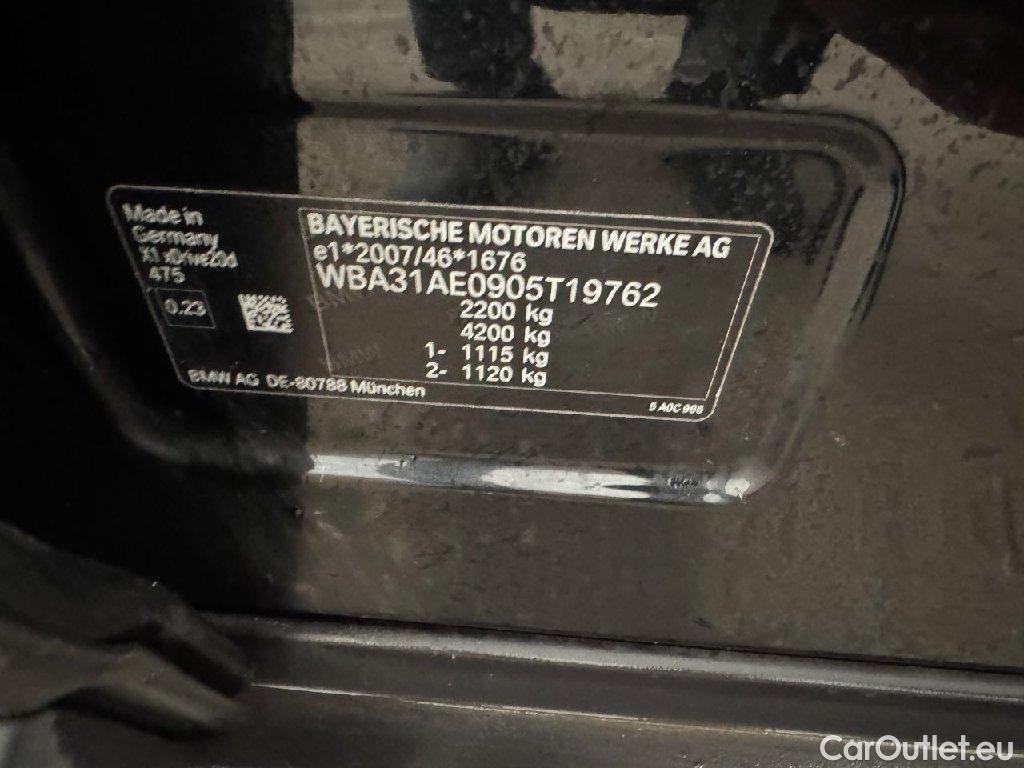 Made in
Germany
X1 xDrive20d
475
0.23
BAYERISCHE MOTOREN WERKE AG
e1*2007/46*1676
WBA31AE0905T19762
2200 kg
4200 kg
1- 1115 kg
2- 1120 kg
BMW AG DE-80788 München
CarOutlet.eu